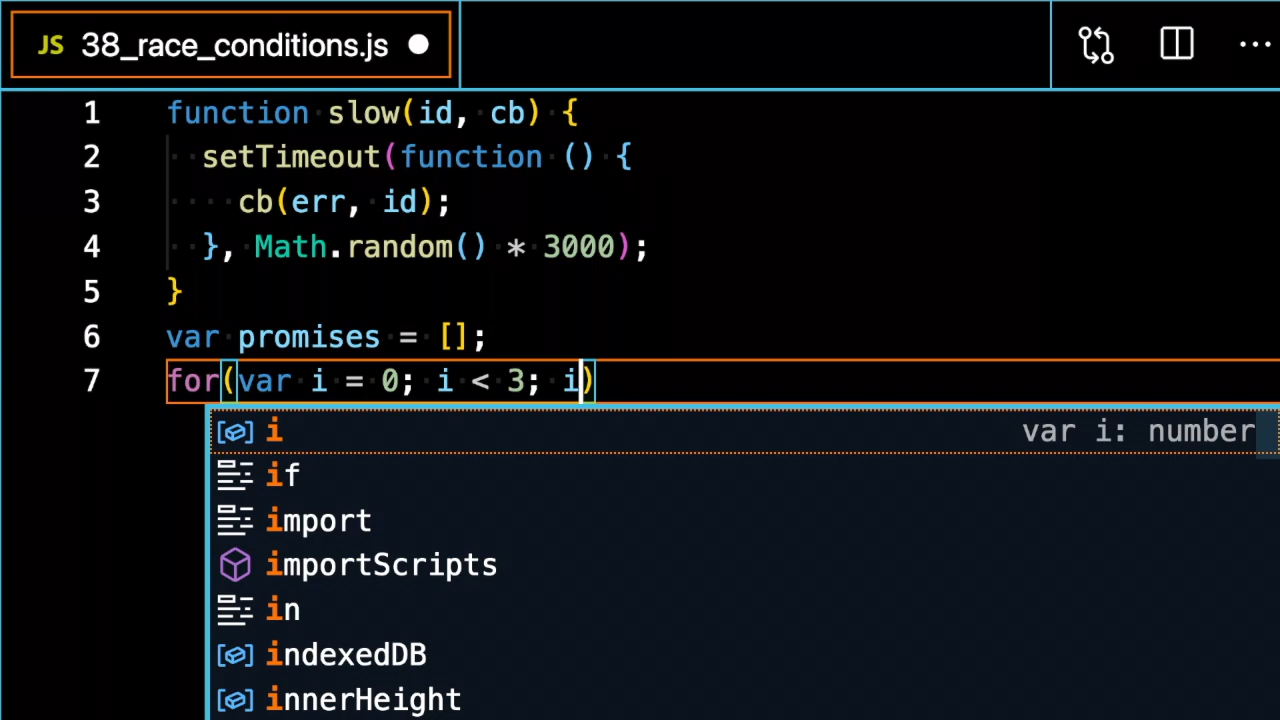 JS 38_race_conditions.js
1 function slow(id, cb) {
2 setTimeout(function () {
3 cb(err, id);
4 }, Math.random() * 3000);
5 }
6 var promises = [];
7 for(var i = 0; i < 3; i)
i var i: number
if
import
importScripts
in
indexedDB
innerHeight